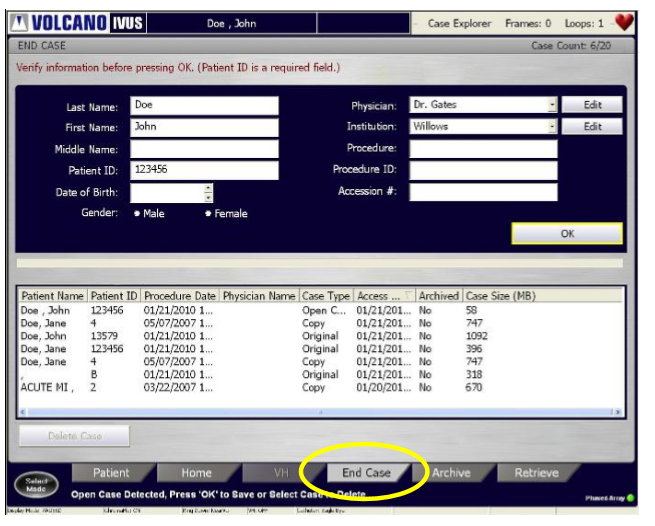 VOLCANO IVUS Doe , John Case Explorer Frames: 0 Loops: 1
END CASE Case Count: 6/20
Verify information before pressing OK. (Patient ID is a required field.)
Last Name: Doe Physician: Dr. Gates Edit
First Name: John Institution: Willows Edit
Middle Name: Procedure:
Patient ID: 123456 Procedure ID:
Date of Birth: Accession #:
Gender: Male Female
OK
Patient Name Patient ID Procedure Date Physician Name Case Type Access ... Archived Case Size (MB)
Doe , John 123456 01/21/2010 1... Open C... 01/21/201... No 58
Doe, Jane 4 05/07/2007 1... Copy 01/21/201... No 747
Doe, John 13579 01/21/2010 1... Original 01/21/201... No 1092
Doe, Jane 123456 01/21/2010 1... Original 01/21/201... No 396
Doe, Jane 4 05/07/2007 1... Copy 01/21/201... No 747
, B 01/21/2010 1... Original 01/21/201... No 318
ACUTE MI , 2 03/22/2007 1... Copy 01/20/201... No 670
Delete Case
Select Mode Patient Home VH End Case Archive Retrieve
Open Case Detected, Press 'OK' to Save or Select Case to Delete Phased Array